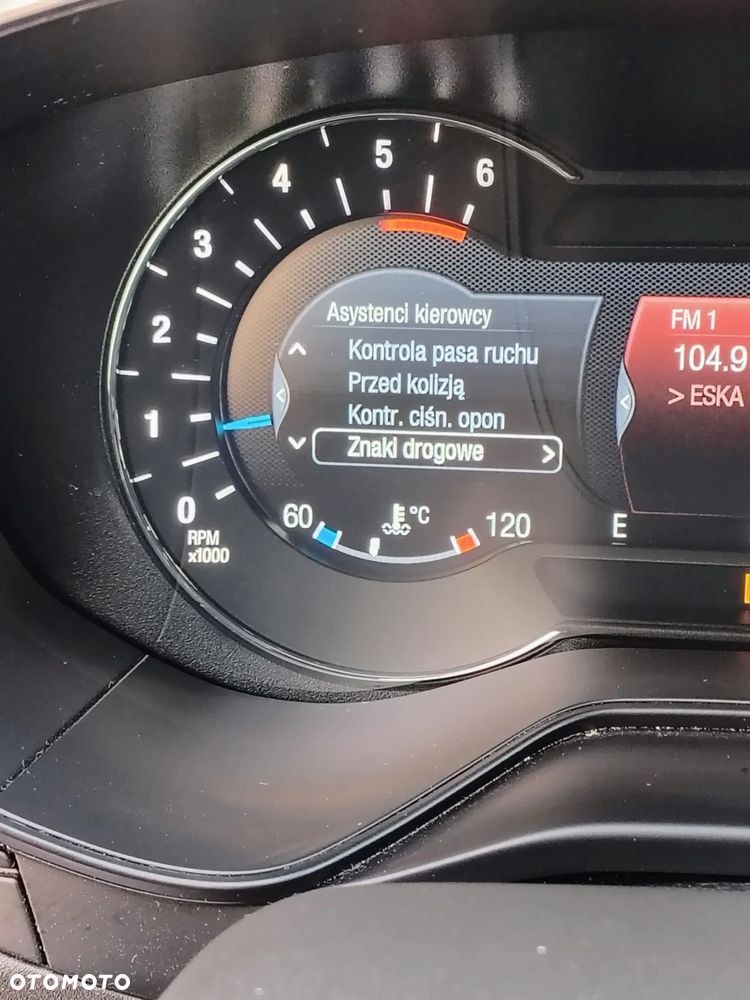 6
5
4
3
2
1
0
RPM
x1000
Asystenci kierowcy
Kontrola pasa ruchu
Przed kolizją
Kontr. ciśn. opon
Znaki drogowe >
60 °C 120
FM 1
104.9
> ESKA
E
OTOMOTO